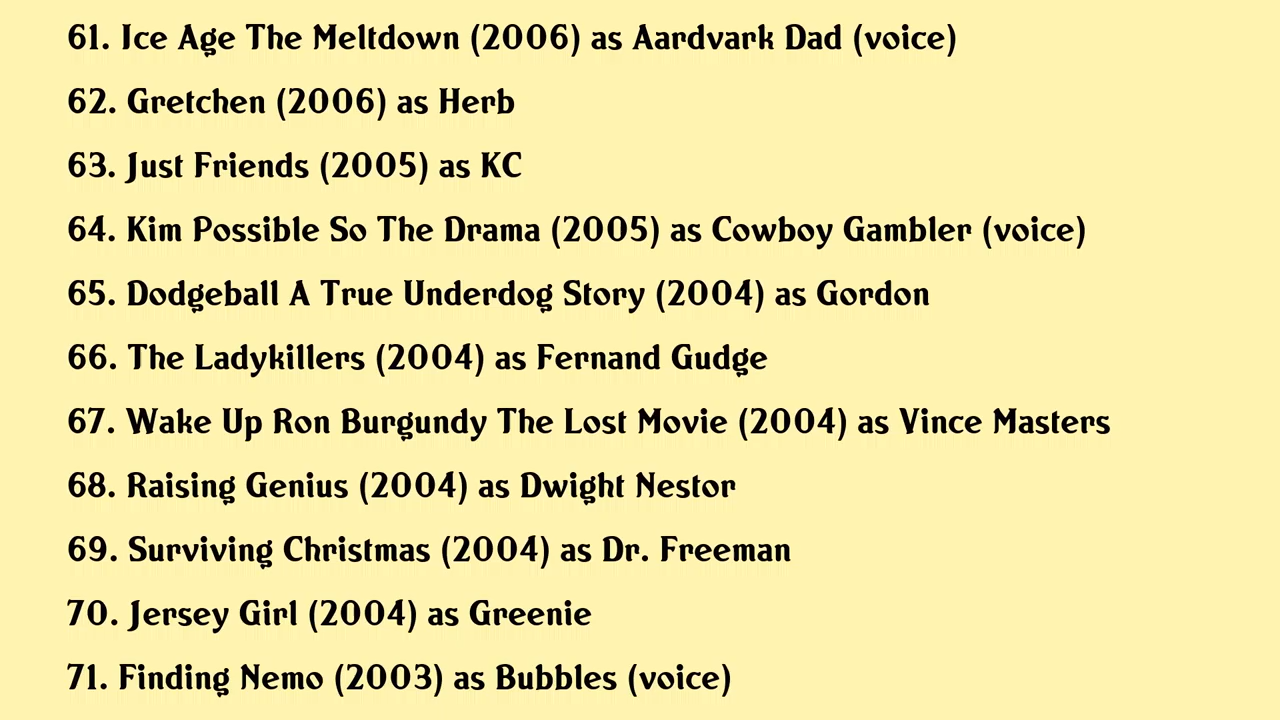 61. Ice Age The Meltdown (2006) as Aardvark Dad (voice)
62. Gretchen (2006) as Herb
63. Just Friends (2005) as KC
64. Kim Possible So The Drama (2005) as Cowboy Gambler (voice)
65. Dodgeball A True Underdog Story (2004) as Gordon
66. The Ladykillers (2004) as Fernand Gudge
67. Wake Up Ron Burgundy The Lost Movie (2004) as Vince Masters
68. Raising Genius (2004) as Dwight Nestor
69. Surviving Christmas (2004) as Dr. Freeman
70. Jersey Girl (2004) as Greenie
71. Finding Nemo (2003) as Bubbles (voice)